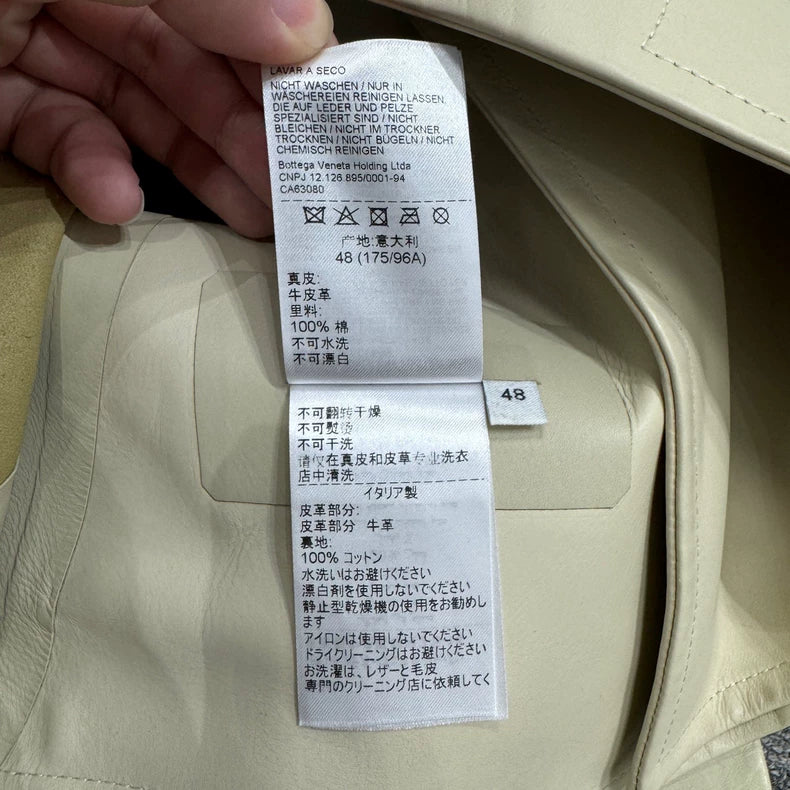 LAVAR A SECO
NICHT WASCHEN / NUR IN
WÄSCHEREIEN REINIGEN LASSEN,
DIE AUF LEDER UND PELZE
SPEZIALISIERT SIND / NICHT
BLEICHEN / NICHT IM TROCKNER
TROCKNEN / NICHT BÜGELN / NICHT
CHEMISCH REINIGEN
Bottega Veneta Holding Ltda
CNPJ 12.126.895/0001-94
CA63080
产地:意大利
48 (175/96A)
真皮:
牛皮革
里料:
100% 棉
不可水洗
不可漂白
48
不可翻转干燥
不可熨烫
不可干洗
请仅在真皮和皮草专业洗衣
店中清洗
イタリア製
皮革部分:
皮革部分 牛革
裏地:
100% コットン
水洗いはお避けください
漂白剤を使用しないでください
静止型乾燥機の使用をお勧めし
ます
アイロンは使用しないでください
ドライクリーニングはお避けください
お洗濯は、レザーと毛皮
専門のクリーニング店に依頼してく